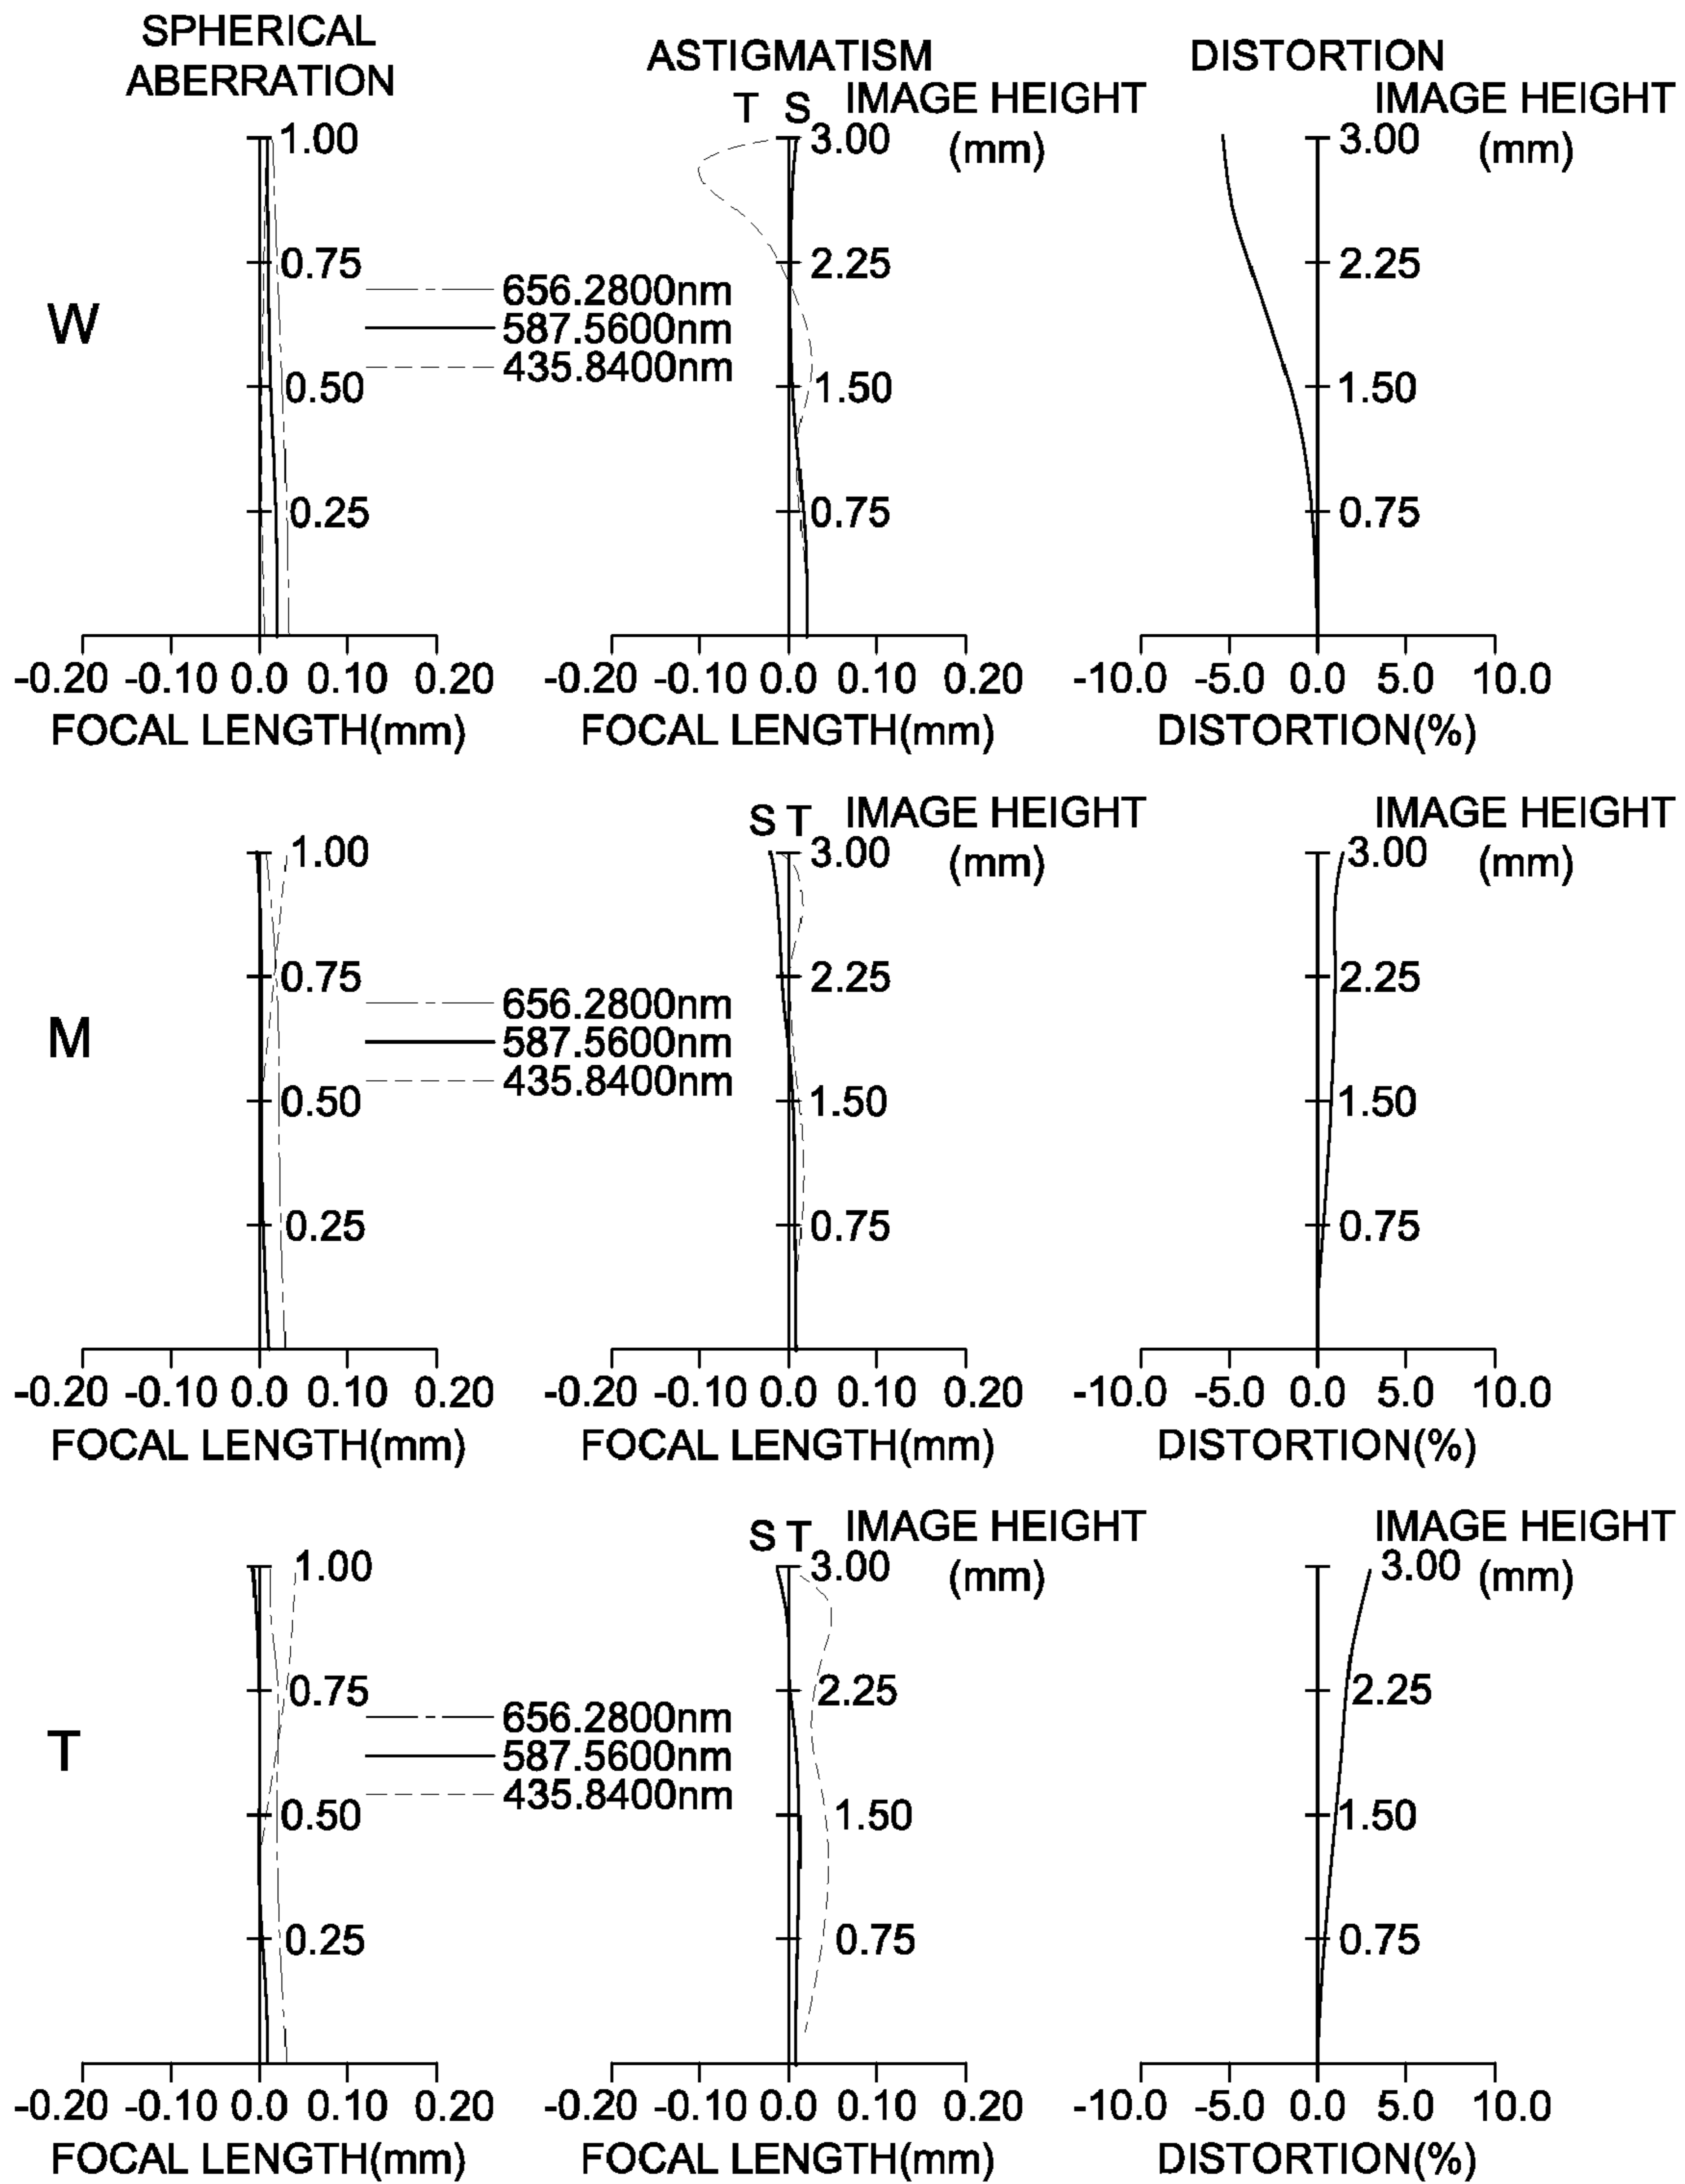 SPHERICAL
ABERRATION
ASTIGMATISM
DISTORTION
T S IMAGE HEIGHT
(mm)
IMAGE HEIGHT
(mm)
W
1.00
0.75
0.50
0.25
656.2800nm
587.5600nm
435.8400nm
3.00
2.25
1.50
0.75
3.00
2.25
1.50
0.75
-0.20 -0.10 0.0 0.10 0.20
FOCAL LENGTH(mm)
-0.20 -0.10 0.0 0.10 0.20
FOCAL LENGTH(mm)
-10.0 -5.0 0.0 5.0 10.0
DISTORTION(%)
S T IMAGE HEIGHT
(mm)
IMAGE HEIGHT
(mm)
M
1.00
0.75
0.50
0.25
656.2800nm
587.5600nm
435.8400nm
3.00
2.25
1.50
0.75
3.00
2.25
1.50
0.75
-0.20 -0.10 0.0 0.10 0.20
FOCAL LENGTH(mm)
-0.20 -0.10 0.0 0.10 0.20
FOCAL LENGTH(mm)
-10.0 -5.0 0.0 5.0 10.0
DISTORTION(%)
S T IMAGE HEIGHT
(mm)
IMAGE HEIGHT
(mm)
T
1.00
0.75
0.50
0.25
656.2800nm
587.5600nm
435.8400nm
3.00
2.25
1.50
0.75
3.00
2.25
1.50
0.75
-0.20 -0.10 0.0 0.10 0.20
FOCAL LENGTH(mm)
-0.20 -0.10 0.0 0.10 0.20
FOCAL LENGTH(mm)
-10.0 -5.0 0.0 5.0 10.0
DISTORTION(%)